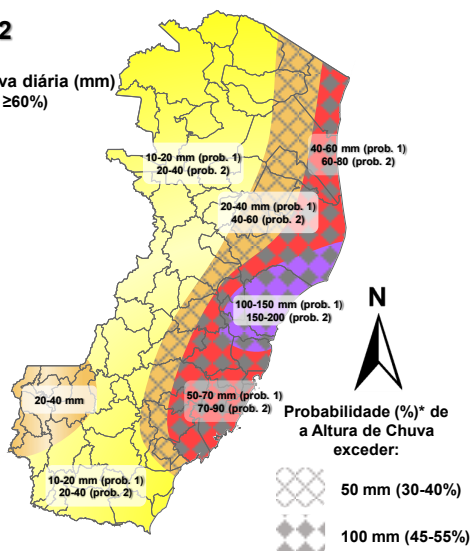 2
va diária (mm)
≥60%)
40-60 mm (prob. 1)
60-80 (prob. 2)
10-20 mm (prob. 1)
20-40 (prob. 2)
20-40 mm (prob. 1)
40-60 (prob. 2)
100-150 mm (prob. 1)
150-200 (prob. 2)
N
20-40 mm
50-70 mm (prob. 1)
70-90 (prob. 2)
Probabilidade (%)* de
a Altura de Chuva
exceder:
10-20 mm (prob. 1)
20-40 (prob. 2)
50 mm (30-40%)
100 mm (45-55%)